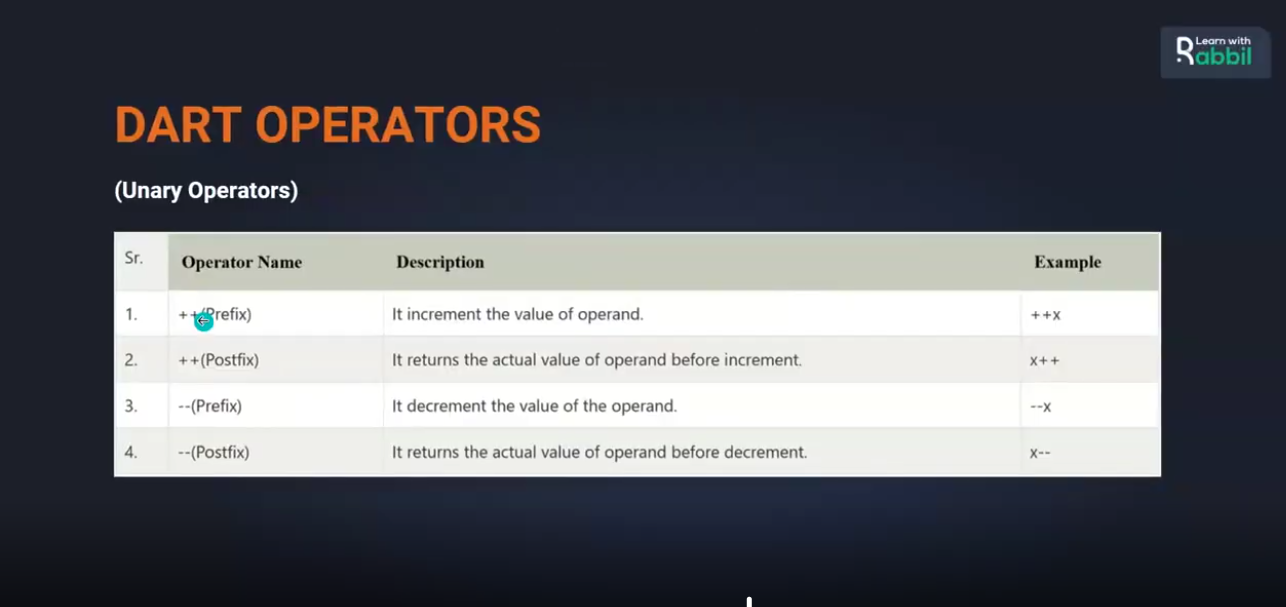 Learn with
Rabbil
DART OPERATORS
(Unary Operators)
Sr. Operator Name Description Example
1. ++(Prefix) It increment the value of operand. ++x
2. ++(Postfix) It returns the actual value of operand before increment. x++
3. --(Prefix) It decrement the value of the operand. --x
4. --(Postfix) It returns the actual value of operand before decrement. x--